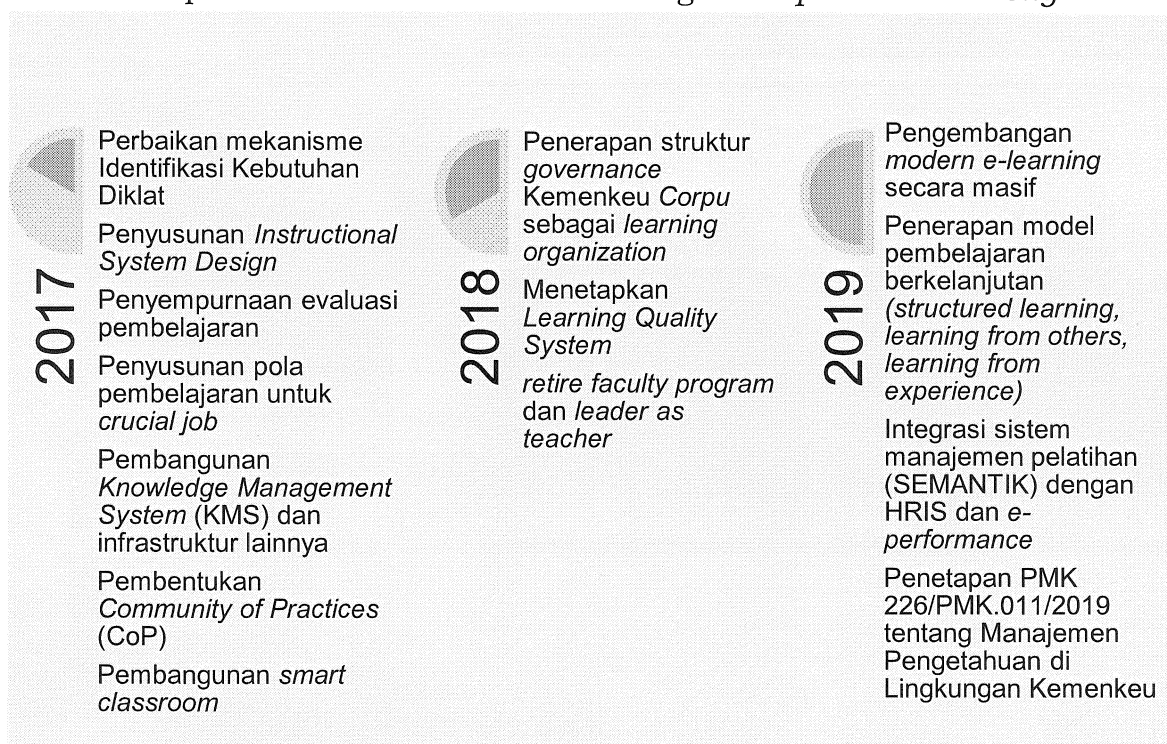 2017
Perbaikan mekanisme
Identifikasi Kebutuhan
Diklat
Penyusunan Instructional
System Design
Penyempurnaan evaluasi
pembelajaran
Penyusunan pola
pembelajaran untuk
crucial job
Pembangunan
Knowledge Management
System (KMS) dan
infrastruktur lainnya
Pembentukan
Community of Practices
(CoP)
Pembangunan smart
classroom
2018
Penerapan struktur
governance
Kemenkeu Corpu
sebagai learning
organization
Menetapkan
Learning Quality
System
retire faculty program
dan leader as
teacher
2019
Pengembangan
modern e-learning
secara masif
Penerapan model
pembelajaran
berkelanjutan
(structured learning,
learning from others,
learning from
experience)
Integrasi sistem
manajemen pelatihan
(SEMANTIK) dengan
HRIS dan e-
performance
Penetapan PMK
226/PMK.011/2019
tentang Manajemen
Pengetahuan di
Lingkungan Kemenkeu